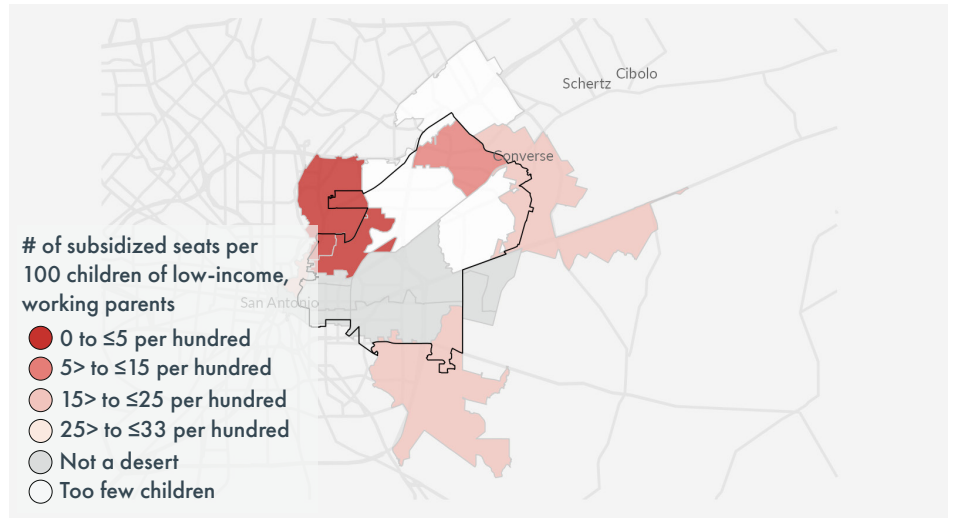 Schertz Cibolo
Converse
# of subsidized seats per
100 children of low-income,
working parents
San Antonio
0 to ≤5 per hundred
5> to ≤15 per hundred
15> to ≤25 per hundred
25> to ≤33 per hundred
Not a desert
Too few children